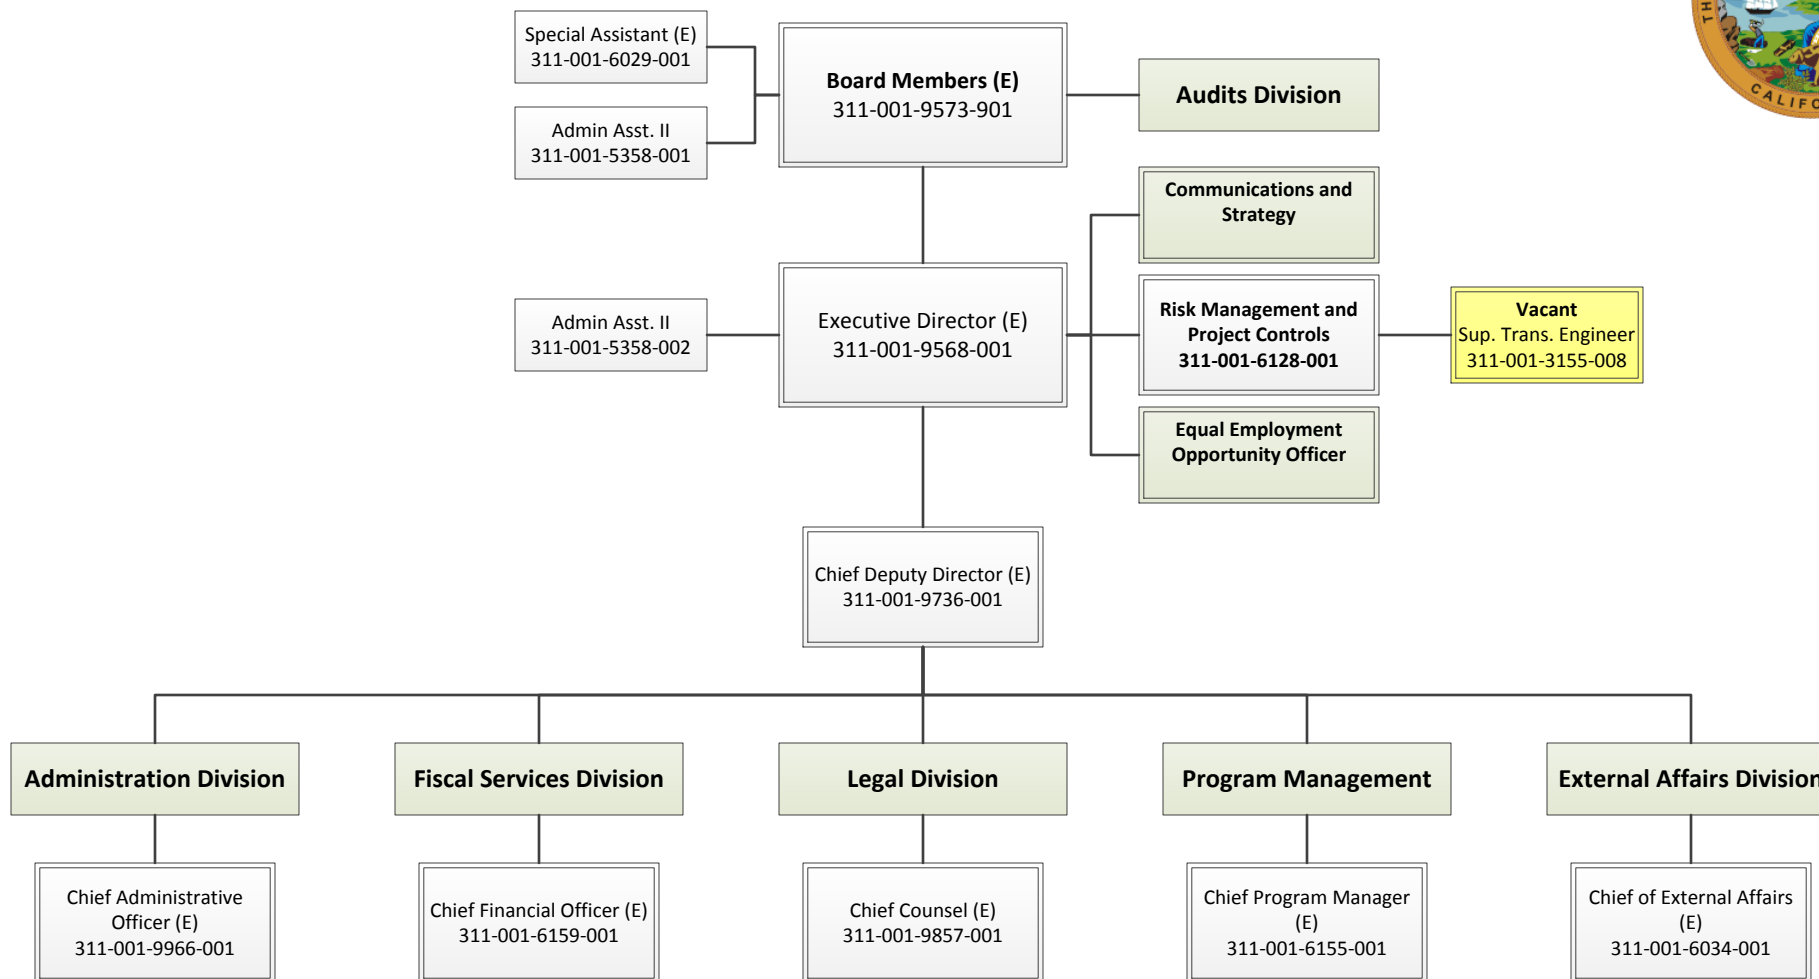 Special Assistant (E)
311-001-6029-001
Board Members (E)
311-001-9573-901
Audits Division
Admin Asst. II
311-001-5358-001
CALIFO
Communications and
Strategy
Admin Asst. II
311-001-5358-002
Executive Director (E)
311-001-9568-001
Risk Management and
Project Controls
311-001-6128-001
Vacant
Sup. Trans. Engineer
311-001-3155-008
Equal Employment
Opportunity Officer
Chief Deputy Director (E)
311-001-9736-001
Administration Division
Fiscal Services Division
Legal Division
Program Management
External Affairs Division
Chief Administrative
Officer (E)
311-001-9966-001
Chief Financial Officer (E)
311-001-6159-001
Chief Counsel (E)
311-001-9857-001
Chief Program Manager
(E)
311-001-6155-001
Chief of External Affairs
(E)
311-001-6034-001